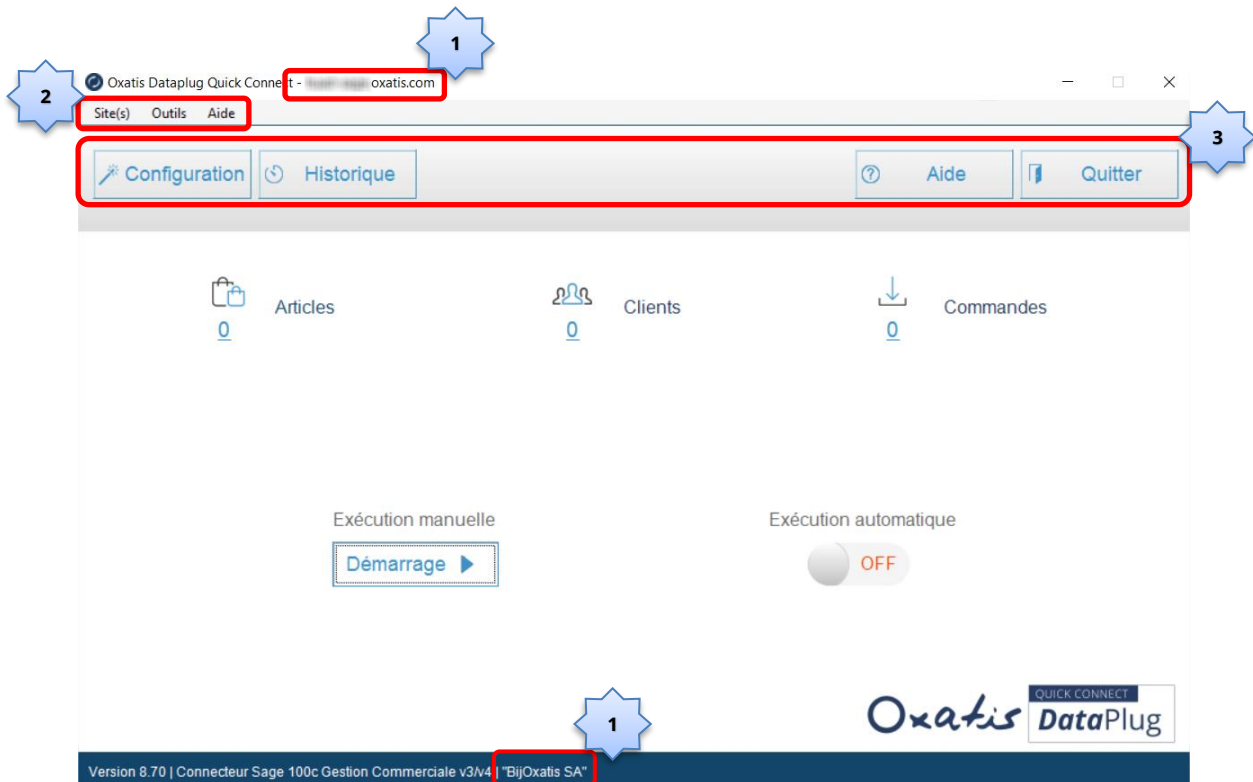 1
Oxatis Dataplug Quick Connect - oxatis.com
2
Site(s) Outils Aide
3
Configuration Historique Aide Quitter
Articles Clients Commandes
0 0 0
Exécution manuelle Exécution automatique
Démarrage OFF
Oxatis QUICK CONNECT
DataPlug
1
Version 8.70 | Connecteur Sage 100c Gestion Commerciale v3/v4 | "BijOxatis SA"